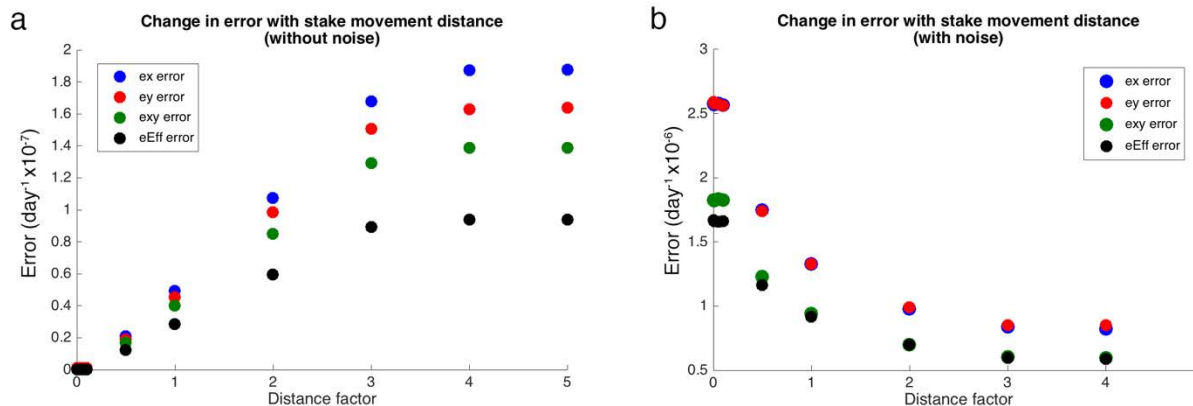 a
Change in error with stake movement distance
(without noise)
Error (day⁻¹ x10⁻⁷)
2
1.8
1.6
1.4
1.2
1
0.8
0.6
0.4
0.2
0
ex error
ey error
exy error
eEff error
0 1 2 3 4 5
Distance factor
b
Change in error with stake movement distance
(with noise)
Error (day⁻¹ x10⁻⁶)
3
2.5
2
1.5
1
0.5
ex error
ey error
exy error
eEff error
0 1 2 3 4
Distance factor